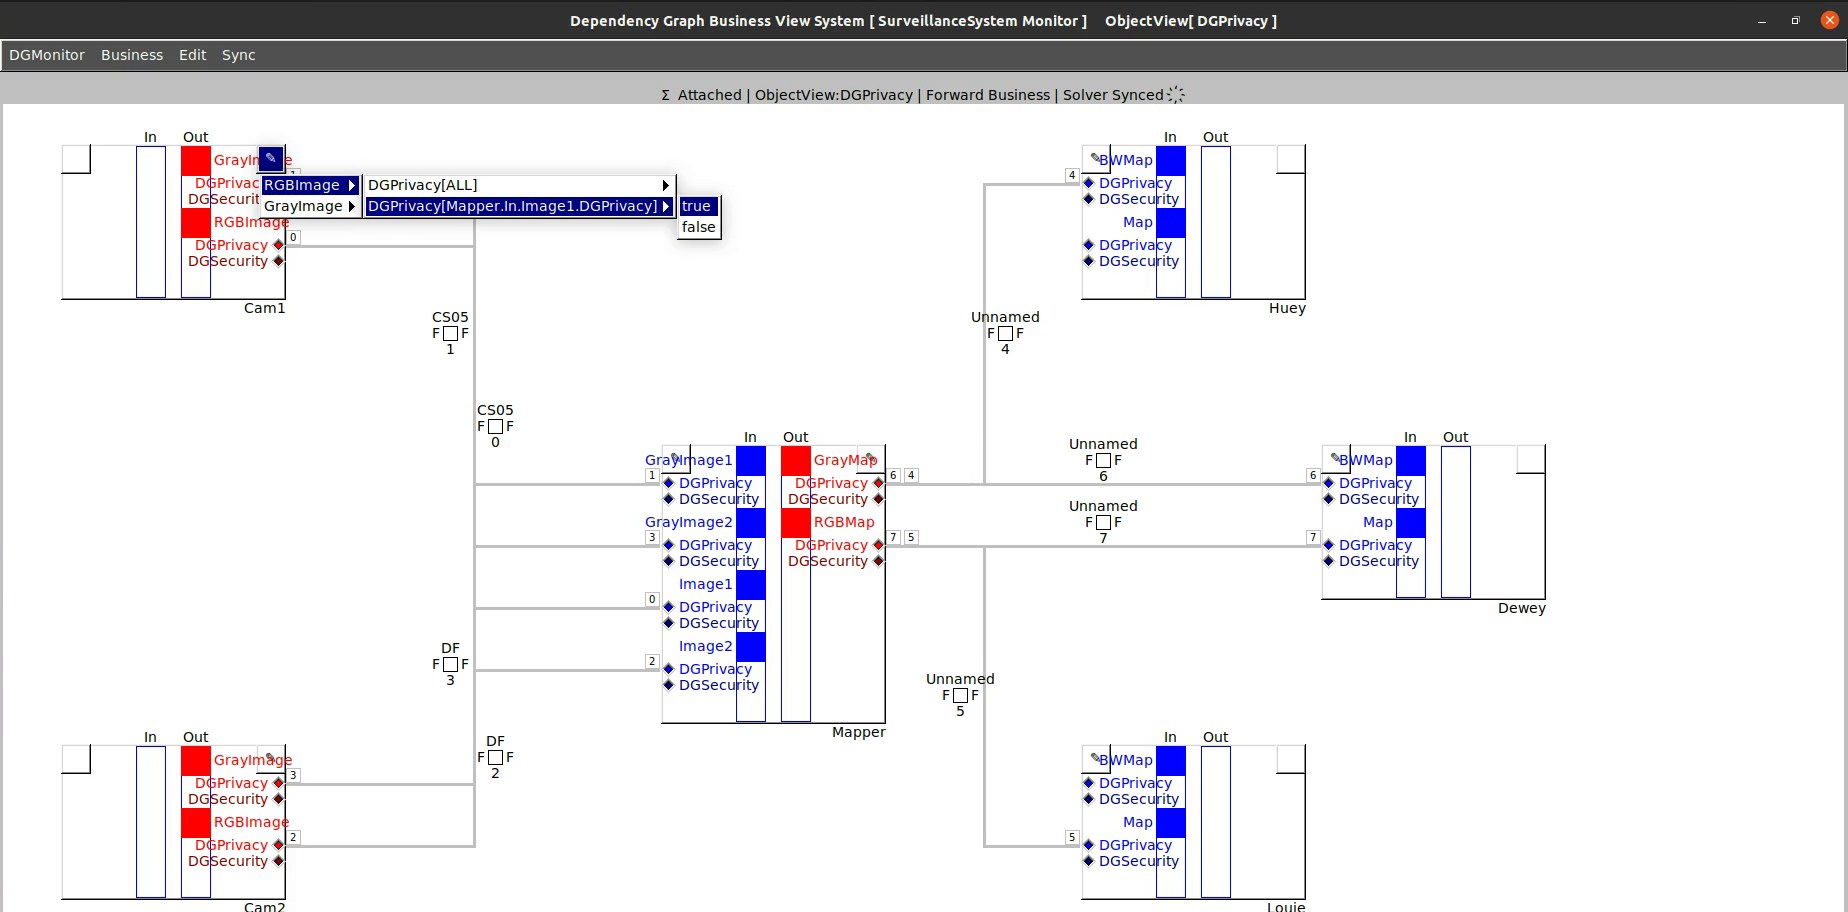 Dependency Graph Business View System [ SurveillanceSystem Monitor ] ObjectView[ DGPrivacy ]
DGMonitor Business Edit Sync
Σ Attached | ObjectView:DGPrivacy | Forward Business | Solver Synced
In Out
GrayImage
DGPrivacy
DGSecurity
RGBImage
DGPrivacy 0
DGSecurity
Cam1
RGBImage
GrayImage
DGPrivacy[ALL]
DGPrivacy[Mapper.In.Image1.DGPrivacy]
true
false
In Out
BWMap
4 DGPrivacy
DGSecurity
Map
DGPrivacy
DGSecurity
Huey
CS05
F F
1
Unnamed
F F
4
CS05
F F
0
In Out
GrayImage1 GrayMap
1 DGPrivacy DGPrivacy 6 4
DGSecurity DGSecurity
GrayImage2 RGBMap
3 DGPrivacy DGPrivacy 7 5
DGSecurity DGSecurity
Image1
0 DGPrivacy
DGSecurity
Image2
2 DGPrivacy
DGSecurity
Mapper
Unnamed
F F
6
Unnamed
F F
7
In Out
BWMap
6 DGPrivacy
DGSecurity
Map
7 DGPrivacy
DGSecurity
Dewey
DF
F F
3
Unnamed
F F
5
DF
F F
2
In Out
GrayImage
DGPrivacy 3
DGSecurity
RGBImage
DGPrivacy 2
DGSecurity
Cam2
In Out
BWMap
DGPrivacy
DGSecurity
Map
5 DGPrivacy
DGSecurity
Louie